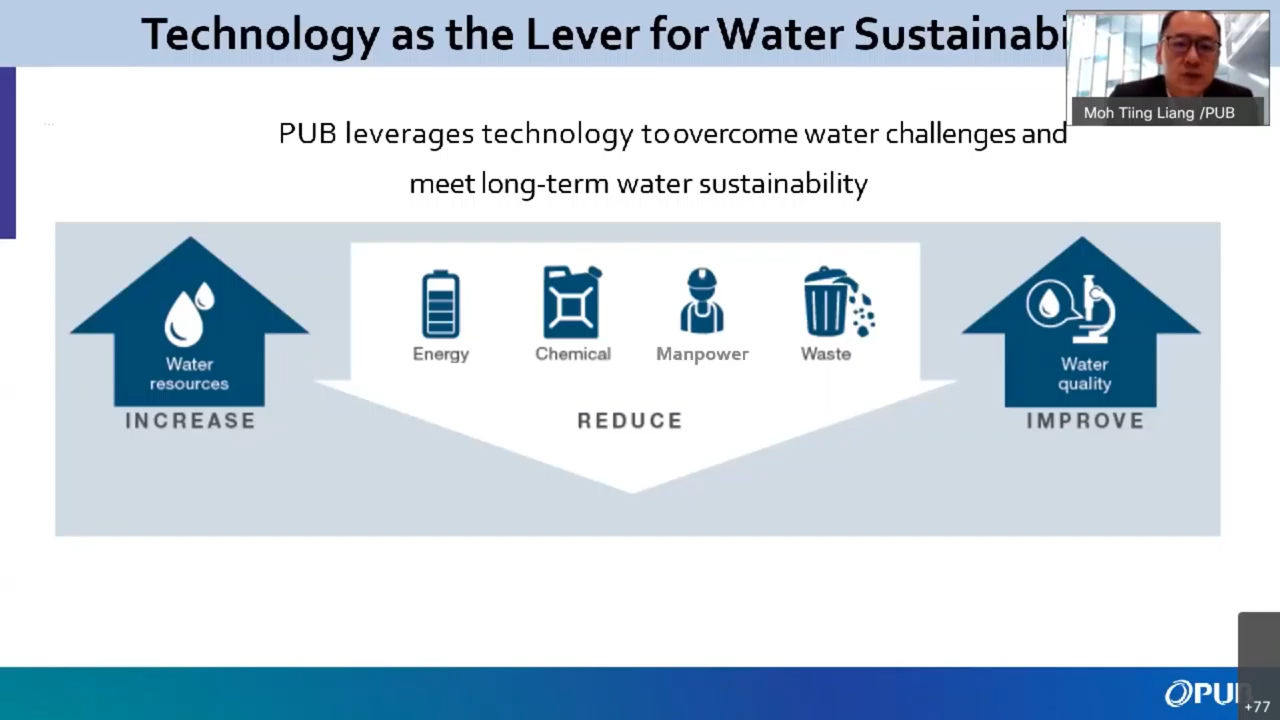 Technology as the Lever for Water Sustainabi
Moh Tiing Liang /PUB
PUB leverages technology to overcome water challenges and
meet long-term water sustainability
Energy
Chemical
Manpower
Waste
Water
resources
Water
quality
INCREASE
REDUCE
IMPROVE
PUB
+77